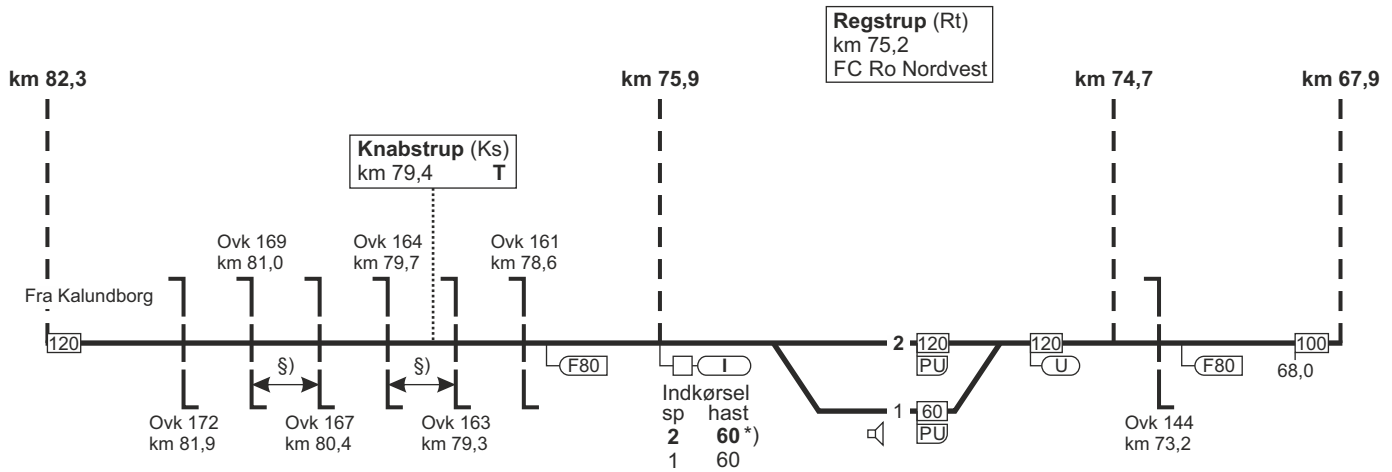 Regstrup (Rt)
km 75,2
FC Ro Nordvest
km 82,3
km 75,9
km 74,7
km 67,9
Knabstrup (Ks)
km 79,4 T
Ovk 169
km 81,0
Ovk 164
km 79,7
Ovk 161
km 78,6
Fra Kalundborg
120
2
120
120
100
§)
§)
F80
I
PU
U
F80
68,0
Indkørsel
sp hast
2 60 *)
1 60
1
60
PU
Ovk 172
km 81,9
Ovk 167
km 80,4
Ovk 163
km 79,3
Ovk 144
km 73,2